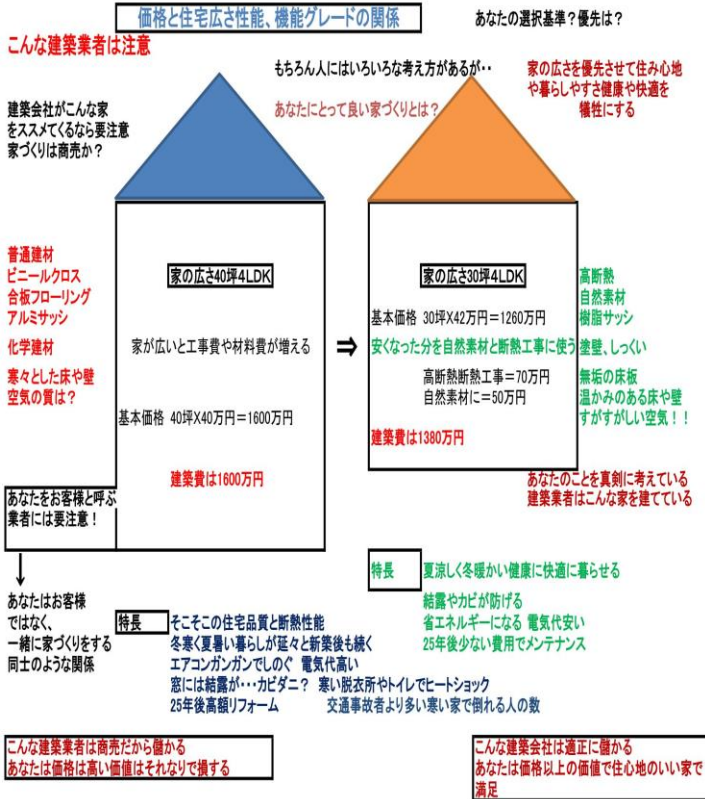 価格と住宅広さ性能、機能グレードの関係
あなたの選択基準？優先は？
こんな建築業者は注意
もちろん人にはいろいろな考え方があるが‥
あなたにとって良い家づくりとは？
家の広さを優先させて住み心地
や暮らしやすさ健康や快適を
犠牲にする
建築会社がこんな家
をススメてくるなら要注意
家づくりは商売か？
普通建材
ビニールクロス
合板フローリング
アルミサッシ
化学建材
寒々とした床や壁
空気の質は？
家の広さ40坪4LDK
家が広いと工事費や材料費が増える
基本価格 40坪X40万円＝1600万円
建築費は1600万円
⇒
家の広さ30坪4LDK
基本価格 30坪X42万円＝1260万円
安くなった分を自然素材と断熱工事に使う
高断熱断熱工事＝70万円
自然素材に＝50万円
建築費は1380万円
高断熱
自然素材
樹脂サッシ
塗壁、しっくい
無垢の床板
温かみのある床や壁
すがすがしい空気！！
あなたのことを真剣に考えている
建築業者はこんな家を建てている
あなたをお客様と呼ぶ
業者には要注意！
あなたはお客様
ではなく、
一緒に家づくりをする
同士のような関係
特長
そこそこの住宅品質と断熱性能
冬寒く夏暑い暮らしが延々と新築後も続く
エアコンガンガンでしのぐ 電気代高い
窓には結露が･･･カビダニ？ 寒い脱衣所やトイレでヒートショック
25年後高額リフォーム 交通事故者より多い寒い家で倒れる人の数
特長
夏涼しく冬暖かい健康に快適に暮らせる
結露やカビが防げる
省エネルギーになる 電気代安い
25年後少ない費用でメンテナンス
こんな建築業者は商売だから儲かる
あなたは価格は高い価値はそれなりで損する
こんな建築会社は適正に儲かる
あなたは価格以上の価値で住心地のいい家で
満足